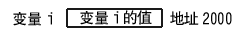 变量 i 变量 i 的值 地址 2000